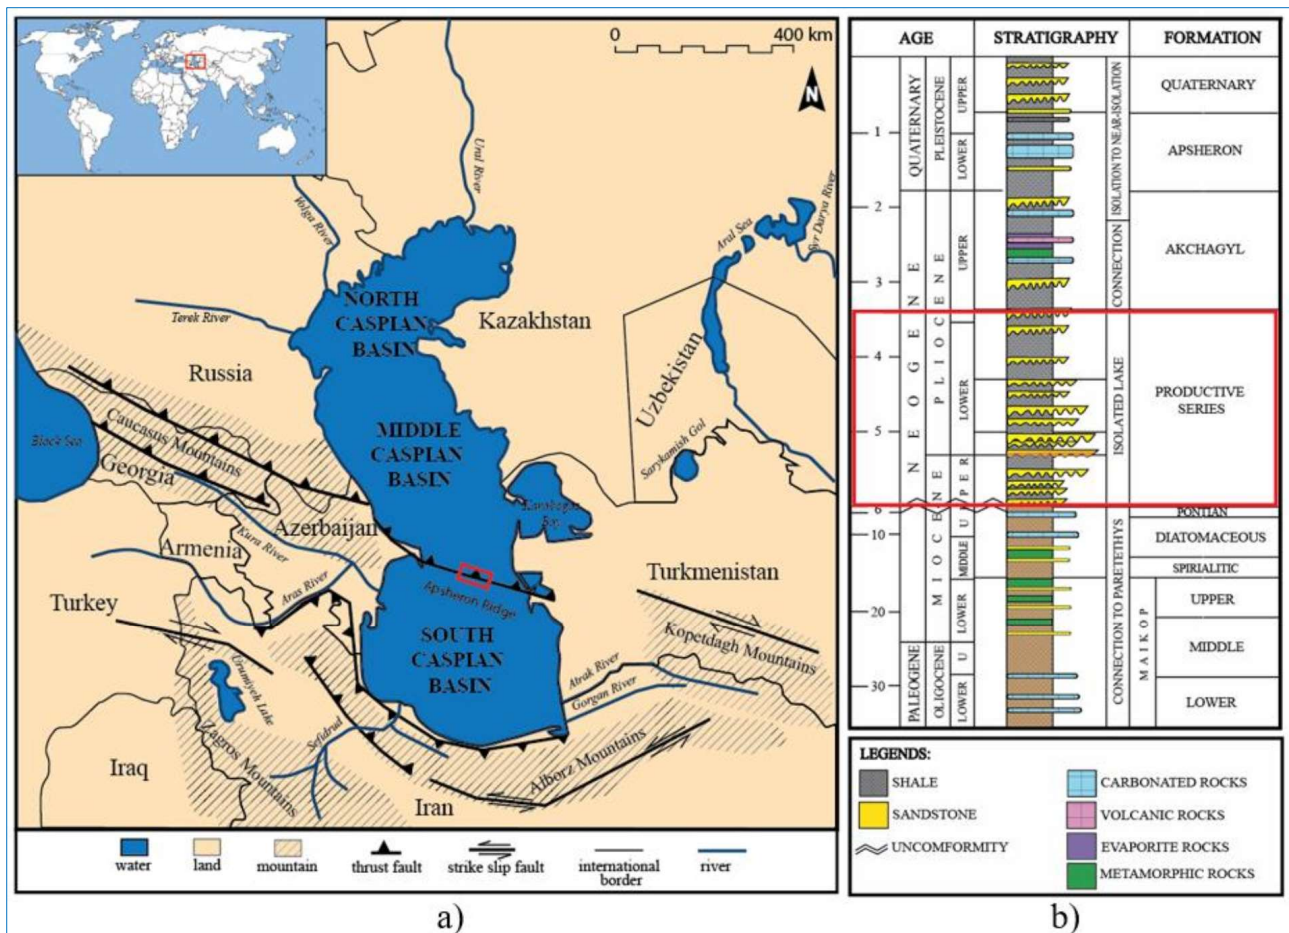 0
400 km
N
Ural River
Volga River
Aral Sea
Syr Darya River
NORTH
CASPIAN
BASIN
Kazakhstan
Terek River
Russia
Uzbekistan
Caucasus Mountains
Black Sea
MIDDLE
CASPIAN
BASIN
Sarykamish Gol
Georgia
Karabogaz
Bay
Azerbaijan
Kura River
Armenia
Turkmenistan
Aras River
Apsheron Ridge
Turkey
SOUTH
CASPIAN
BASIN
Kopetdagh Mountains
Urumiyeh Lake
Atrak River
Gorgan River
Sefidrud
Zagros Mountains
Alborz Mountains
Iraq
Iran
water
land
mountain
thrust fault
strike slip fault
international
border
river
a)
AGE
STRATIGRAPHY
FORMATION
1
2
3
4
5
6
10
20
30
QUATERNARY
NEOGENE
PALEOGENE
PLEISTOCENE
PLIOCENE
MIOCENE
OLIGOCENE
UPPER
LOWER
UPPER
LOWER
UPPER
MIDDLE
LOWER
U
LOWER
ISOLATION TO NEAR-ISOLATION
CONNECTION
ISOLATED LAKE
CONNECTION TO PARETETHYS
QUATERNARY
APSHERON
AKCHAGYL
PRODUCTIVE
SERIES
PONTIAN
DIATOMACEOUS
SPIRIALITIC
MAIKOP
UPPER
MIDDLE
LOWER
LEGENDS:
SHALE
SANDSTONE
UNCOMFORMITY
CARBONATED ROCKS
VOLCANIC ROCKS
EVAPORITE ROCKS
METAMORPHIC ROCKS
b)